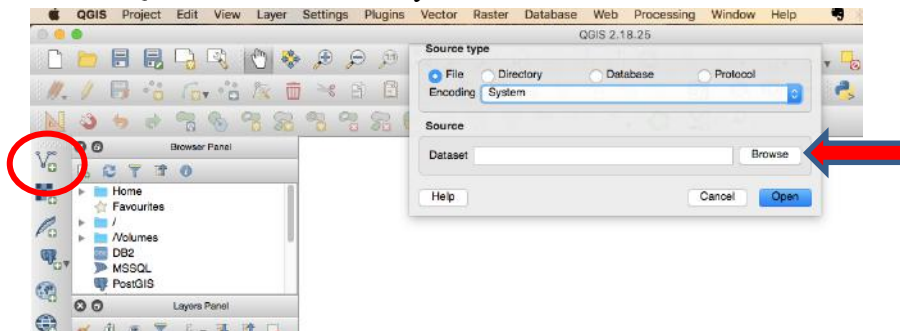 QGIS Project Edit View Layer Settings Plugins Vector Raster Database Web Processing Window Help
QGIS 2.18.25
Source type
File Directory Database Protocol
Encoding System
Source
Dataset Browse
Help Cancel Open
Browser Panel
Home
Favourites
/
/Volumes
DB2
MSSQL
PostGIS
Layers Panel